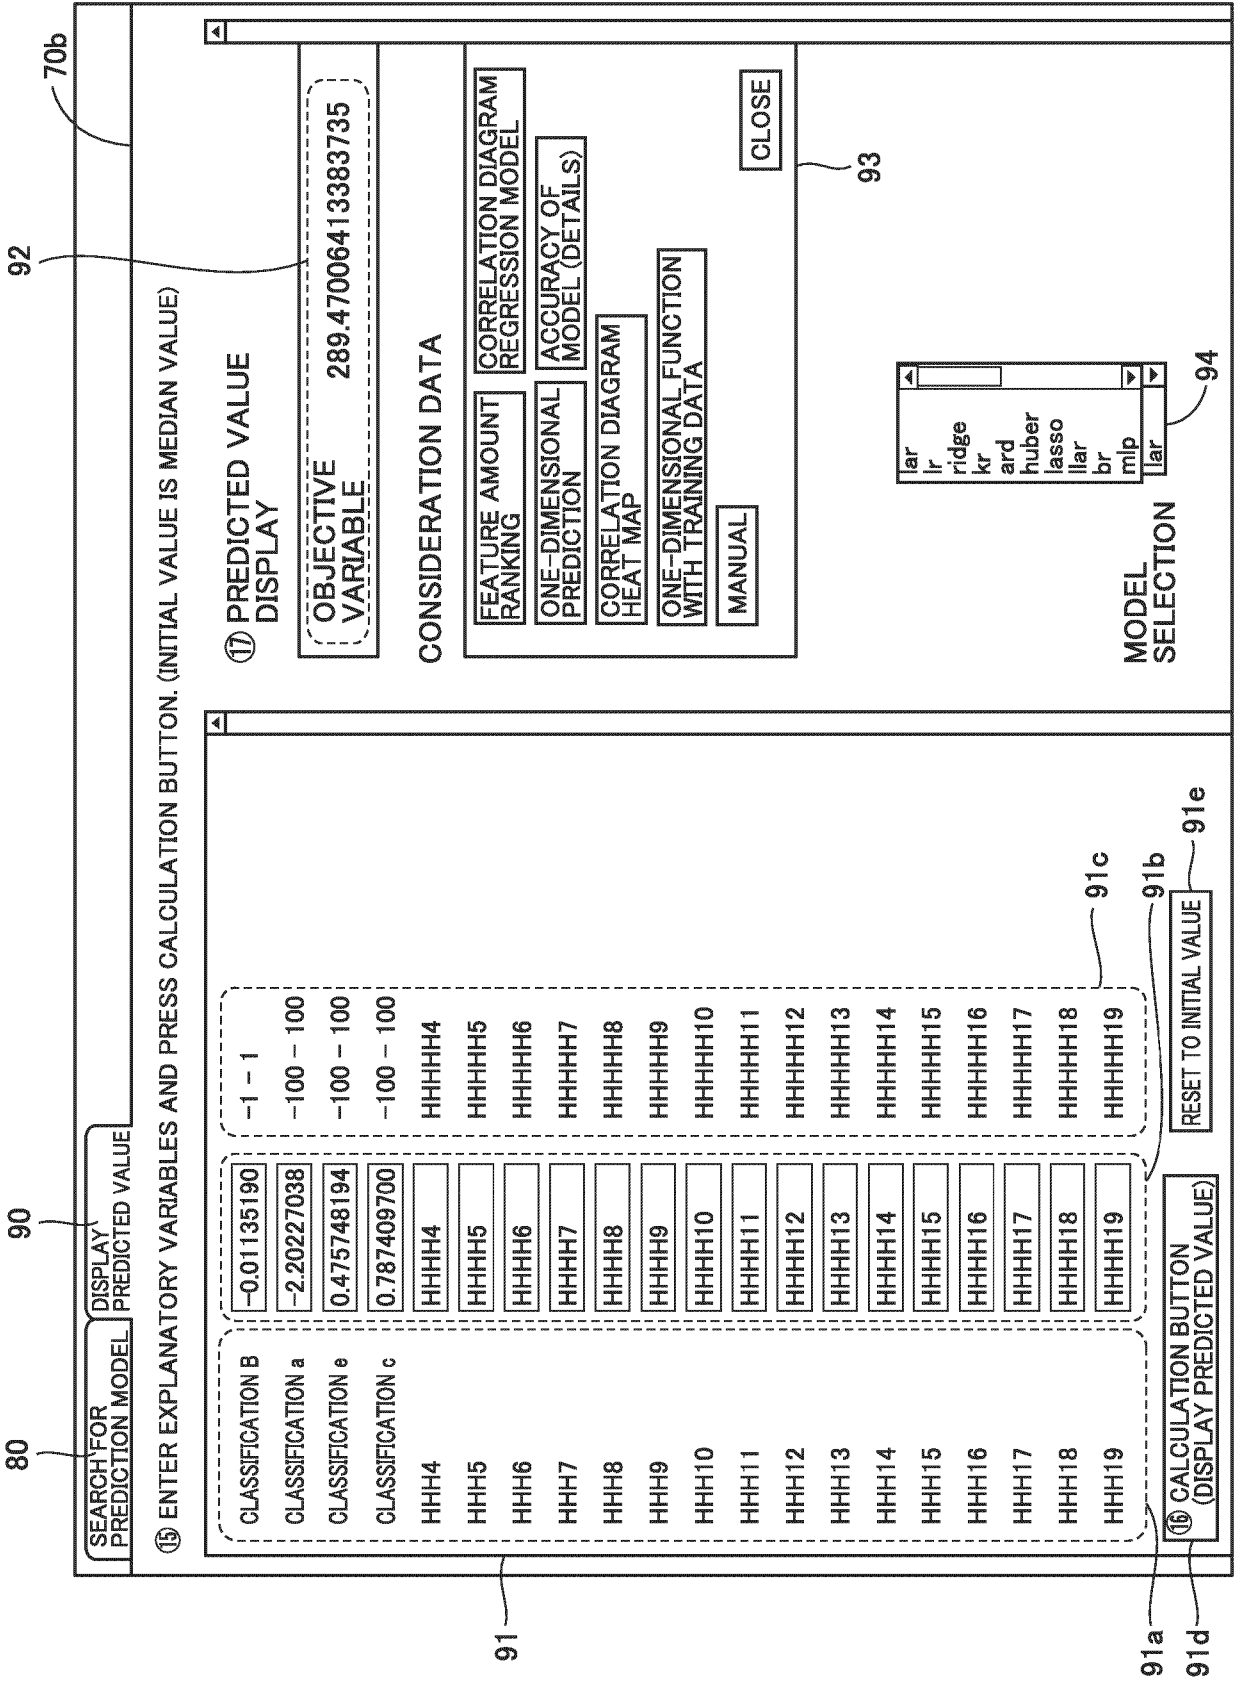 70b
80
SEARCH FOR
PREDICTION MODEL
90
DISPLAY
PREDICTED VALUE
92
⑮ ENTER EXPLANATORY VARIABLES AND PRESS CALCULATION BUTTON. (INITIAL VALUE IS MEDIAN VALUE)
91
CLASSIFICATION B −0.01135190 −1 − 1
CLASSIFICATION a −2.20227038 −100 − 100
CLASSIFICATION e 0.475748194 −100 − 100
CLASSIFICATION c 0.787409700 −100 − 100
HHH4 HHHH4 HHHHH4
HHH5 HHHH5 HHHHH5
HHH6 HHHH6 HHHHH6
HHH7 HHHH7 HHHHH7
HHH8 HHHH8 HHHHH8
HHH9 HHHH9 HHHHH9
HHH10 HHHH10 HHHHH10
HHH11 HHHH11 HHHHH11
HHH12 HHHH12 HHHHH12
HHH13 HHHH13 HHHHH13
HHH14 HHHH14 HHHHH14
HHH15 HHHH15 HHHHH15
HHH16 HHHH16 HHHHH16
HHH17 HHHH17 HHHHH17
HHH18 HHHH18 HHHHH18
HHH19 HHHH19 HHHHH19
91a
91b
91c
⑯ CALCULATION BUTTON
(DISPLAY PREDICTED VALUE)
91d
RESET TO INITIAL VALUE
91e
⑰ PREDICTED VALUE
DISPLAY
OBJECTIVE
VARIABLE
289.47006413383735
CONSIDERATION DATA
FEATURE AMOUNT
RANKING
CORRELATION DIAGRAM
REGRESSION MODEL
ONE-DIMENSIONAL
PREDICTION
ACCURACY OF
MODEL (DETAILS)
CORRELATION DIAGRAM
HEAT MAP
ONE-DIMENSIONAL FUNCTION
WITH TRAINING DATA
MANUAL
CLOSE
93
lar
lr
ridge
kr
ard
huber
lasso
llar
br
mlp
MODEL
SELECTION
lar
94